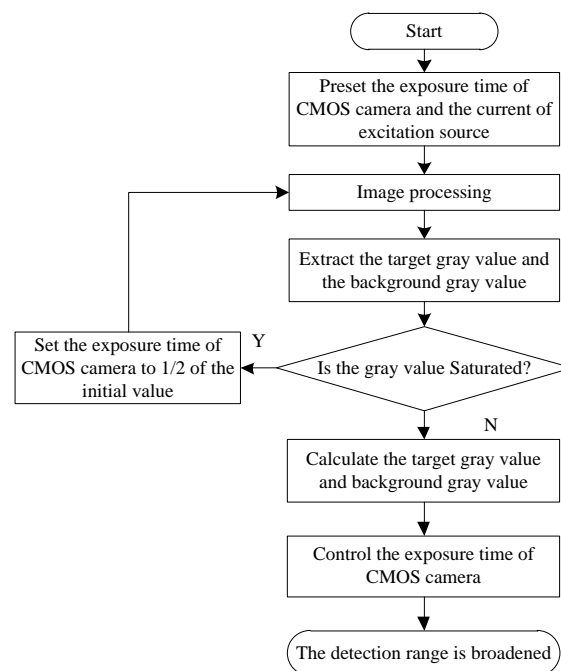 Start
Preset the exposure time of
CMOS camera and the current of
excitation source
Image processing
Extract the target gray value and
the background gray value
Y
Set the exposure time of
CMOS camera to 1/2 of the
initial value
Is the gray value Saturated?
N
Calculate the target gray value
and background gray value
Control the exposure time of
CMOS camera
The detection range is broadened